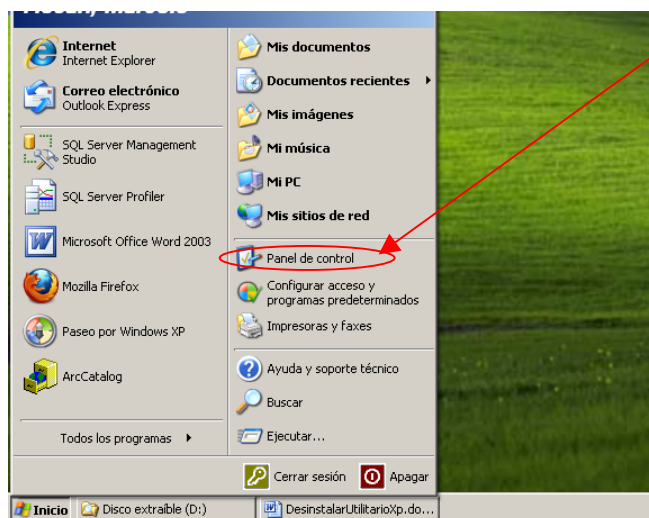 Internet
Internet Explorer
Correo electrónico
Outlook Express
SQL Server Management
Studio
SQL Server Profiler
Microsoft Office Word 2003
Mozilla Firefox
Paseo por Windows XP
ArcCatalog
Todos los programas
Mis documentos
Documentos recientes
Mis imágenes
Mi música
Mi PC
Mis sitios de red
Panel de control
Configurar acceso y
programas predeterminados
Impresoras y faxes
Ayuda y soporte técnico
Buscar
Ejecutar...
Cerrar sesión
Apagar
Inicio
Disco extraíble (D:)
DesinstalarUtilitarioXp.do...